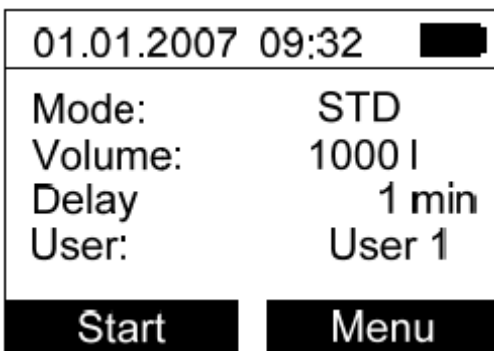 01.01.2007 09:32
Mode: STD
Volume: 1000 l
Delay 1 min
User: User 1
Start Menu